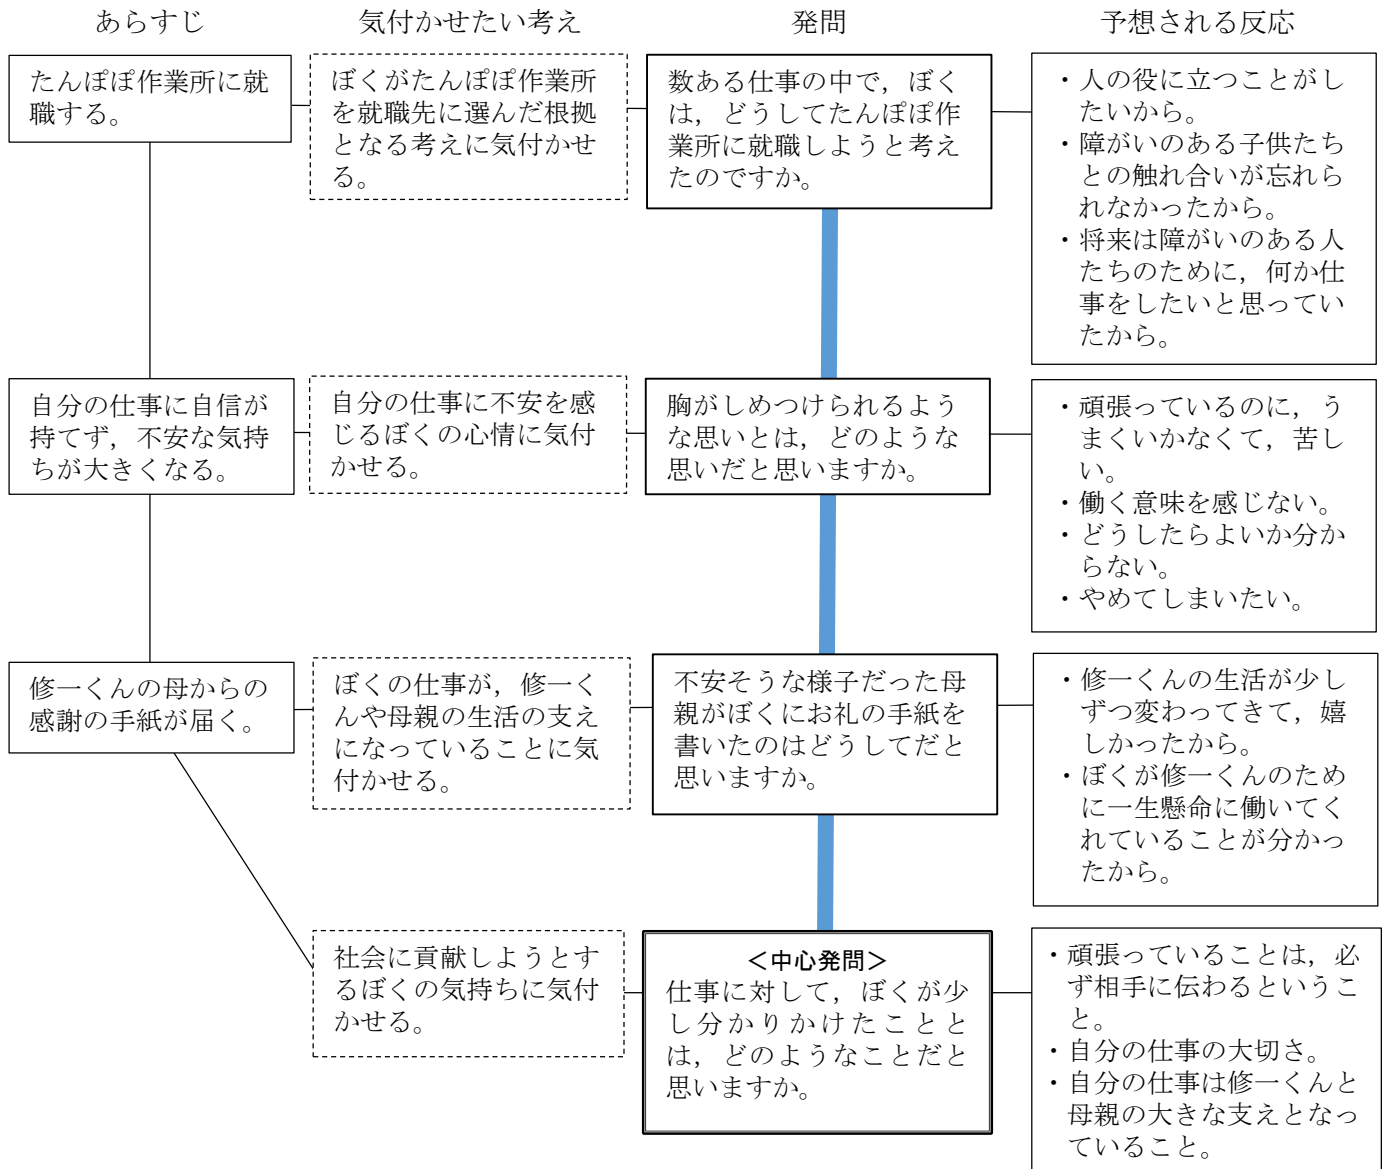 あらすじ
気付かせたい考え
発問
予想される反応
たんぽぽ作業所に就
職する。
ぼくがたんぽぽ作業所
を就職先に選んだ根拠
となる考えに気付かせ
る。
数ある仕事の中で，ぼく
は，どうしてたんぽぽ作
業所に就職しようと考え
たのですか。
・人の役に立つことがし
たいから。
・障がいのある子供たち
との触れ合いが忘れら
れなかったから。
・将来は障がいのある人
たちのために，何か仕
事をしたいと思ってい
たから。
自分の仕事に自信が
持てず，不安な気持
ちが大きくなる。
自分の仕事に不安を感
じるぼくの心情に気付
かせる。
胸がしめつけられるよう
な思いとは，どのような
思いだと思いますか。
・頑張っているのに，う
まくいかなくて，苦し
い。
・働く意味を感じない。
・どうしたらよいか分か
らない。
・やめてしまいたい。
修一くんの母からの
感謝の手紙が届く。
ぼくの仕事が，修一く
んや母親の生活の支え
になっていることに気
付かせる。
不安そうな様子だった母
親がぼくにお礼の手紙を
書いたのはどうしてだと
思いますか。
・修一くんの生活が少し
ずつ変わってきて，嬉
しかったから。
・ぼくが修一くんのため
に一生懸命に働いてく
れていることが分かっ
たから。
社会に貢献しようとす
るぼくの気持ちに気付
かせる。
＜中心発問＞
仕事に対して，ぼくが少
し分かりかけたことと
は，どのようなことだと
思いますか。
・頑張っていることは，必
ず相手に伝わるというこ
と。
・自分の仕事の大切さ。
・自分の仕事は修一くんと
母親の大きな支えとなっ
ていること。